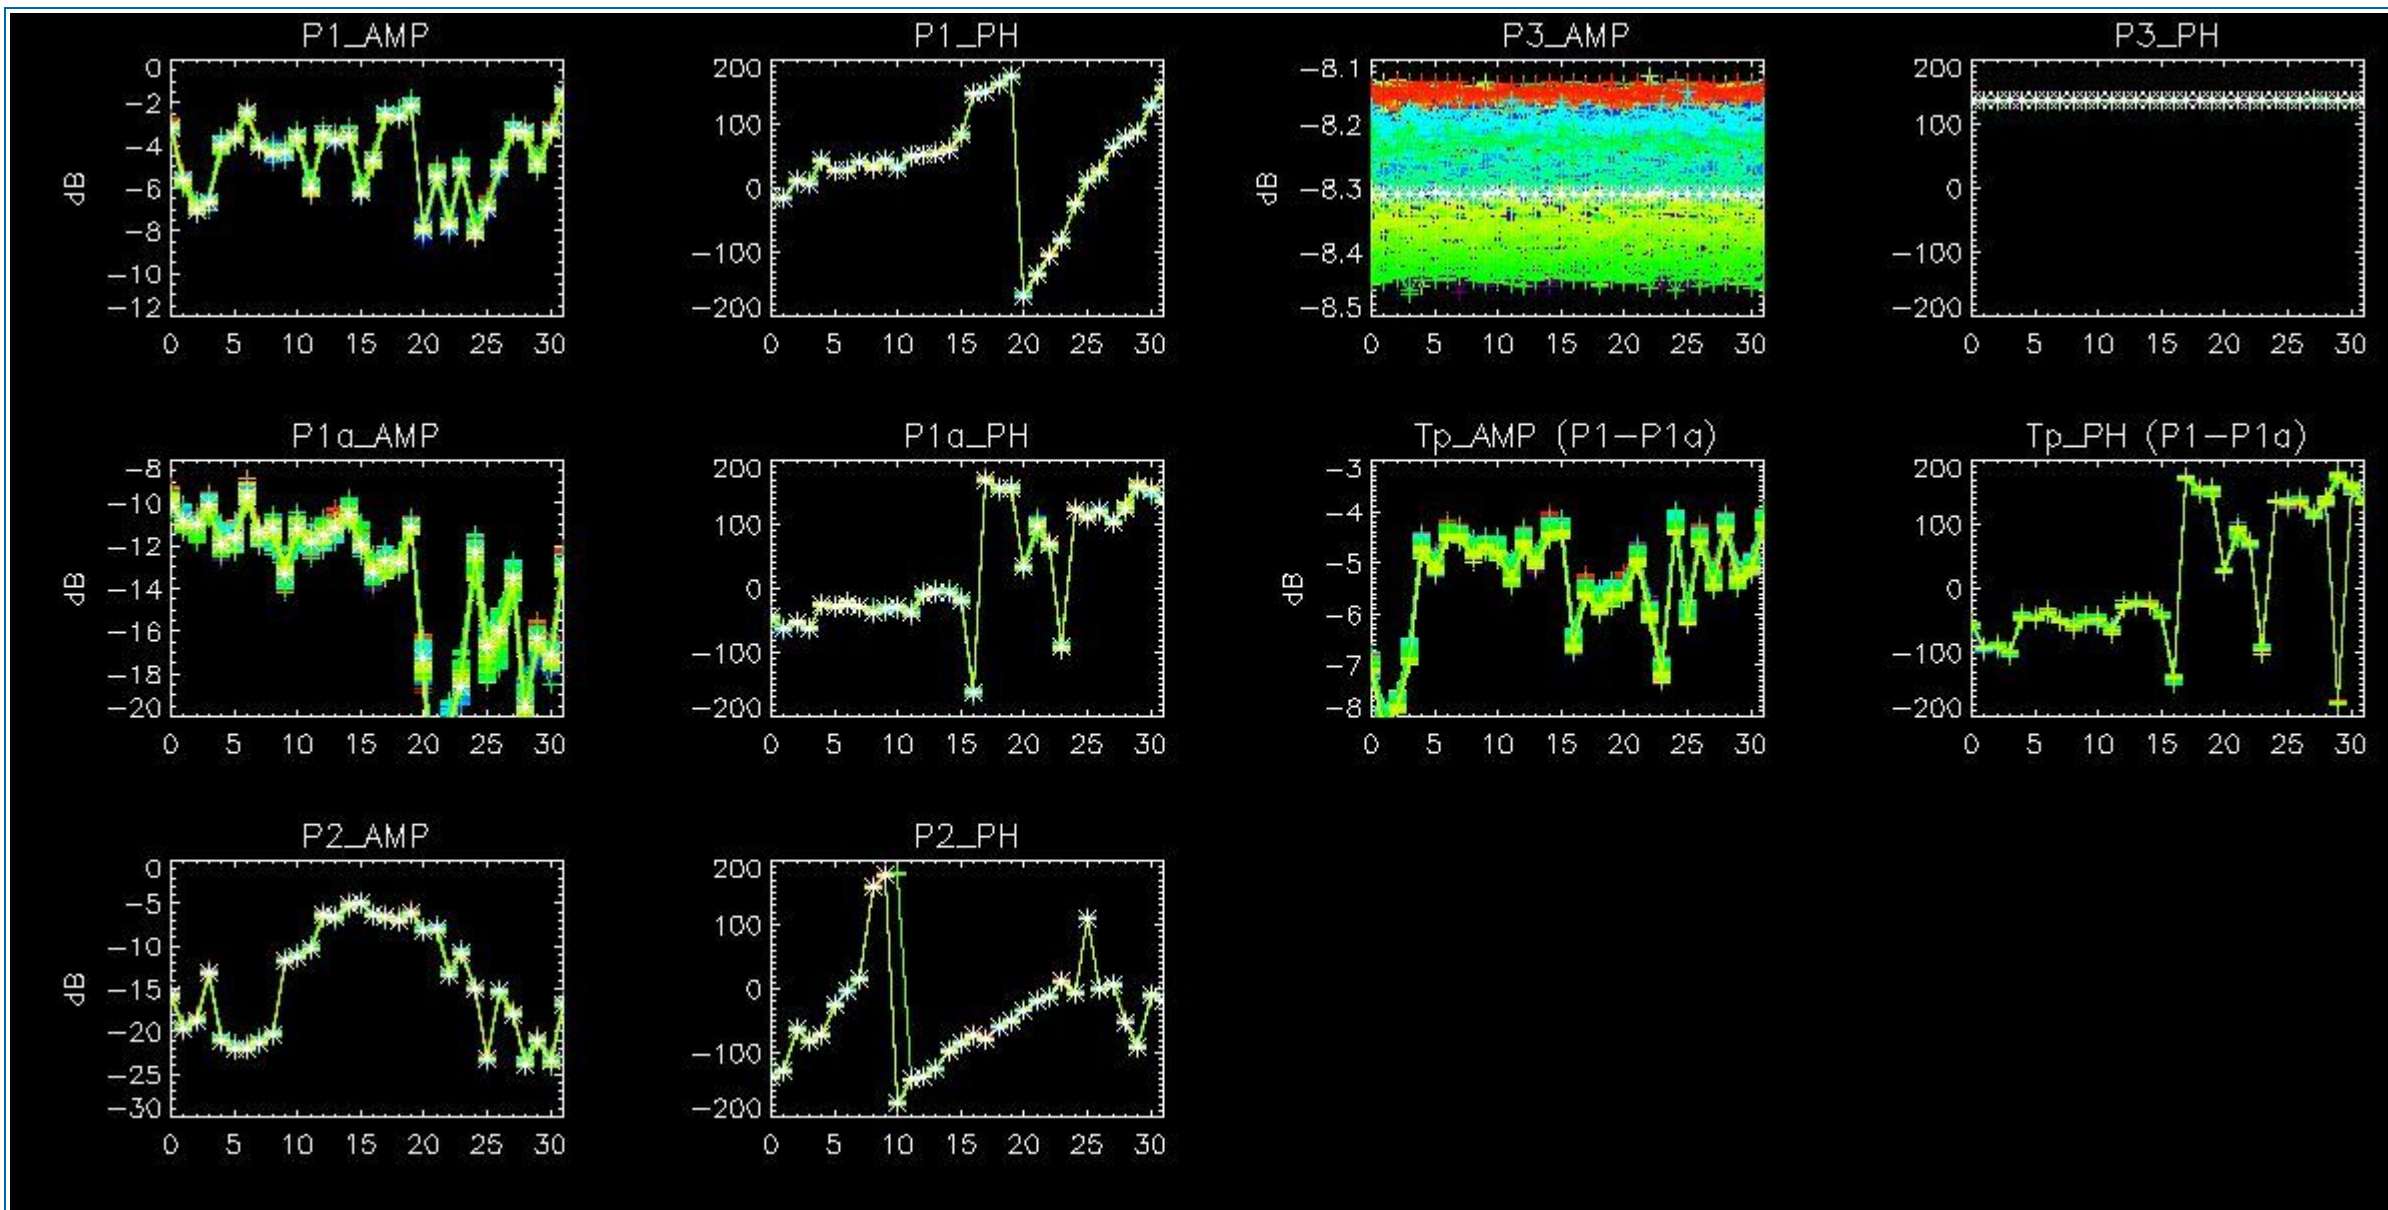 P1_AMP
P1_PH
P3_AMP
P3_PH
0
−2
−4
−6
−8
−10
−12
dB
0 5 10 15 20 25 30
200
100
0
−100
−200
0 5 10 15 20 25 30
−8.1
−8.2
−8.3
−8.4
−8.5
dB
0 5 10 15 20 25 30
200
100
0
−100
−200
0 5 10 15 20 25 30
P1a_AMP
P1a_PH
Tp_AMP (P1−P1a)
Tp_PH (P1−P1a)
−8
−10
−12
−14
−16
−18
−20
dB
0 5 10 15 20 25 30
200
100
0
−100
−200
0 5 10 15 20 25 30
−3
−4
−5
−6
−7
−8
dB
0 5 10 15 20 25 30
200
100
0
−100
−200
0 5 10 15 20 25 30
P2_AMP
P2_PH
0
−5
−10
−15
−20
−25
−30
dB
0 5 10 15 20 25 30
200
100
0
−100
−200
0 5 10 15 20 25 30